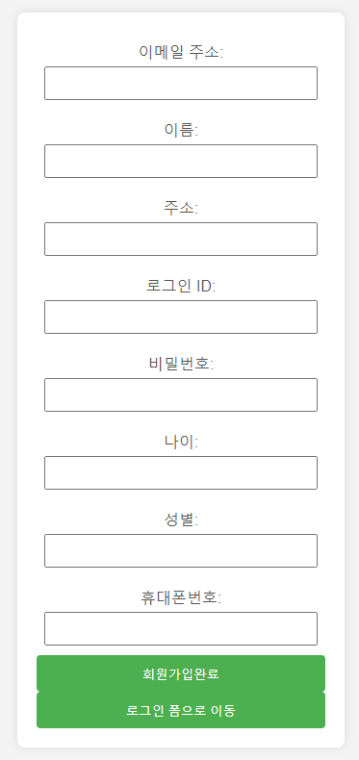 이메일 주소:
이름:
주소:
로그인 ID:
비밀번호:
나이:
성별:
휴대폰번호:
회원가입완료
로그인 폼으로 이동